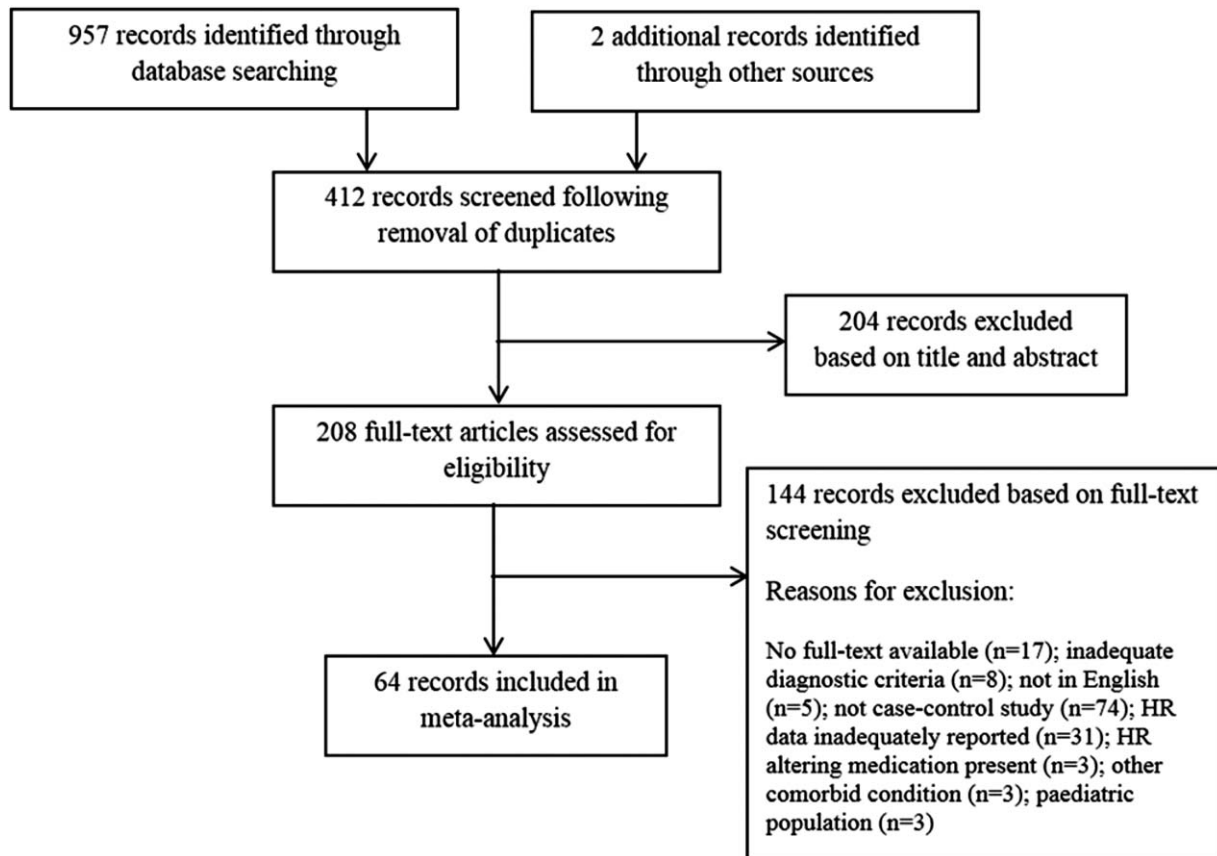 957 records identified through
database searching
2 additional records identified
through other sources
412 records screened following
removal of duplicates
204 records excluded
based on title and abstract
208 full-text articles assessed for
eligibility
144 records excluded based on full-text
screening
Reasons for exclusion:
No full-text available (n=17); inadequate
diagnostic criteria (n=8); not in English
(n=5); not case-control study (n=74); HR
data inadequately reported (n=31); HR
altering medication present (n=3); other
comorbid condition (n=3); paediatric
population (n=3)
64 records included in
meta-analysis